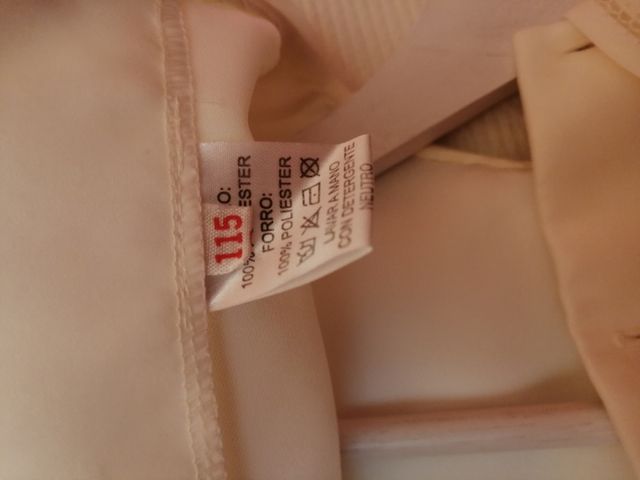 115
O:
100% ESTER
FORRO:
100% POLIESTER
LAVAR A MANO
CON DETERGENTE
NEUTRO